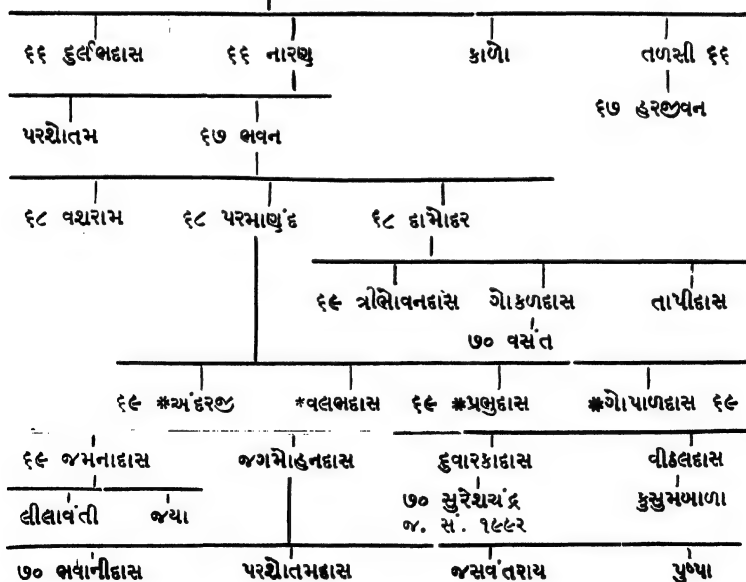 ૬૬ દુર્લભદાસ ૬૬ નારણ કાળો તળસી ૬૬
૬૭ હરજીવન
પરશોતમ ૬૭ ભવન
૬૮ વશરામ ૬૮ પરમાણંદ ૬૮ દામોદર
૬૯ ત્રીભોવનદાસ ગોકળદાસ તાપીદાસ
૭૦ વસંત
૬૯ *અંદરજી *વલભદાસ ૬૯ *પ્રભુદાસ *ગોપાળદાસ ૬૯
૬૯ જમનાદાસ જગમોહનદાસ દુવારકાદાસ વીઠલદાસ
લીલાવંતી જયા ૭૦ સુરેશચંદ્ર કુસુમબાળા
જ. સં. ૧૯૯૨
૭૦ ભવાનીદાસ પરશોતમદાસ જસવંતરાય પુષ્પા